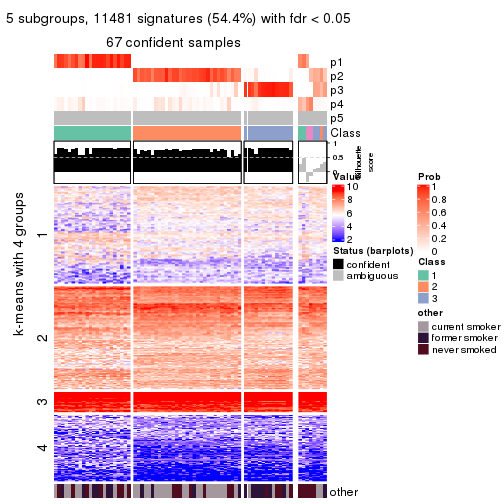 5 subgroups, 11481 signatures (54.4%) with fdr < 0.05
67 confident samples
p1
p2
p3
p4
p5
Class
1
0.5
0
Silhouette
score
k-means with 4 groups
1
2
3
4
other
Value
10
8
6
4
2
Status (barplots)
confident
ambiguous
Prob
1
0.8
0.6
0.4
0.2
0
Class
1
2
3
other
current smoker
former smoker
never smoked